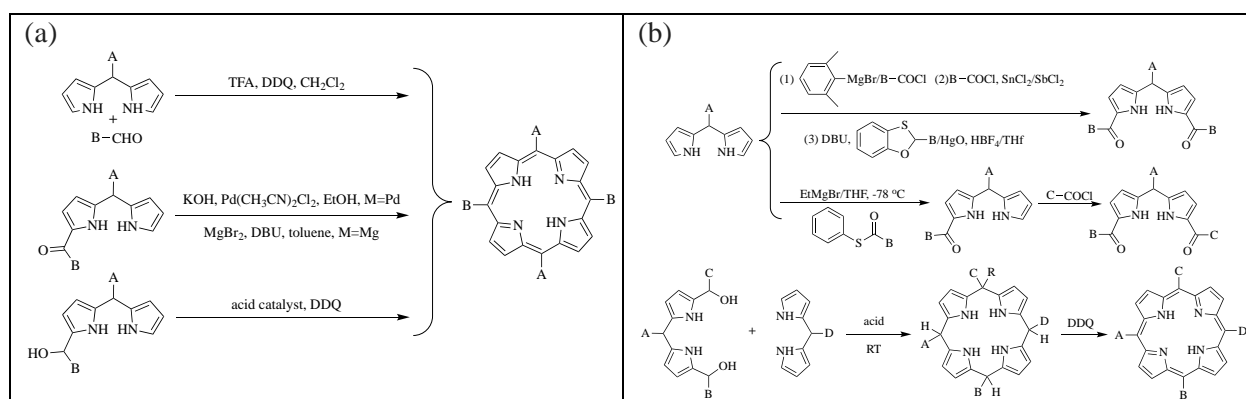 (a)
A
NH HN
+
B−CHO
TFA, DDQ, CH2Cl2
A
NH HN
O
B
KOH, Pd(CH3CN)2Cl2, EtOH, M=Pd
MgBr2, DBU, toluene, M=Mg
A
NH HN
HO
B
acid catalyst, DDQ
A
NH N
B B
N HN
A
(b)
A
NH HN
(1) MgBr/B−COCl (2)B−COCl, SnCl2/SbCl2
(3) DBU, S O B/HgO, HBF4/THf
A
NH HN
B O O B
EtMgBr/THF, -78 °C
O
S B
A
NH HN
B O
C−COCl
A
NH HN
B O O C
C
OH
NH
A
NH
OH
B
+
NH
D
HN
acid
RT
C R
NH HN
H D
A H
NH HN
B H
DDQ
C
NH N
A D
N HN
B